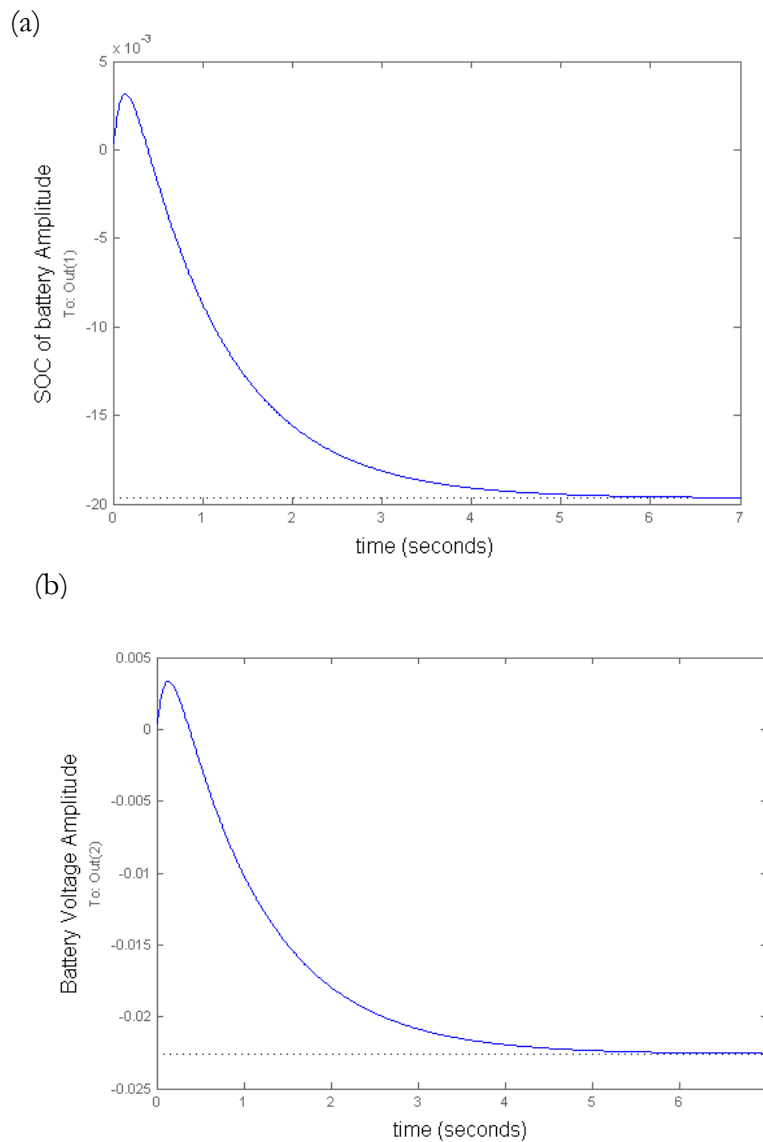 (a)
× 10⁻³
5
0
-5
-10
-15
-20
0 1 2 3 4 5 6 7
SOC of battery Amplitude
To: Out(1)
time (seconds)
(b)
0.005
0
-0.005
-0.01
-0.015
-0.02
-0.025
0 1 2 3 4 5 6
Battery Voltage Amplitude
To: Out(2)
time (seconds)